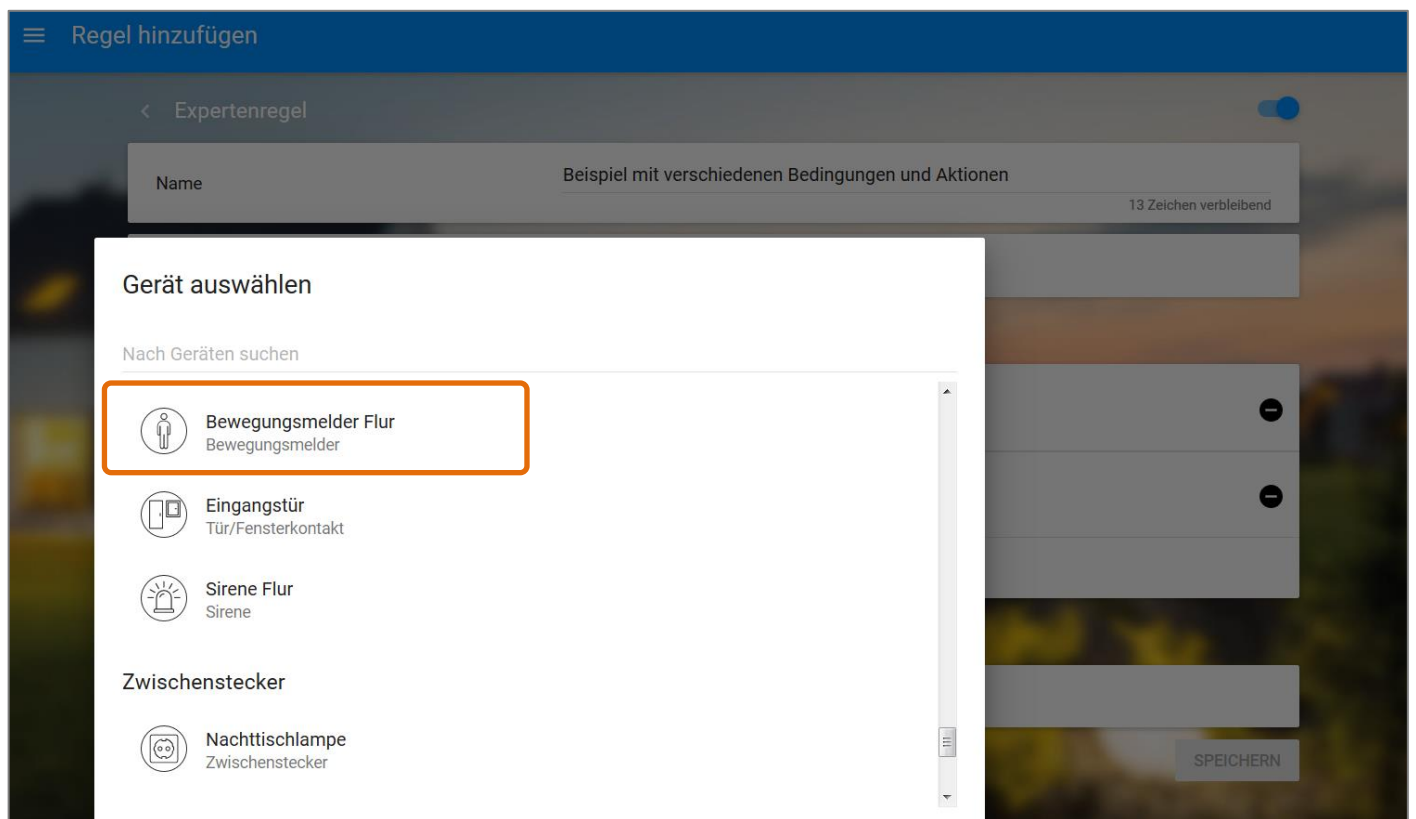 Regel hinzufügen
Expertenregel
Name
Beispiel mit verschiedenen Bedingungen und Aktionen
13 Zeichen verbleibend
Gerät auswählen
Nach Geräten suchen
Bewegungsmelder Flur
Bewegungsmelder
Eingangstür
Tür/Fensterkontakt
Sirene Flur
Sirene
Zwischenstecker
Nachttischlampe
Zwischenstecker
SPEICHERN